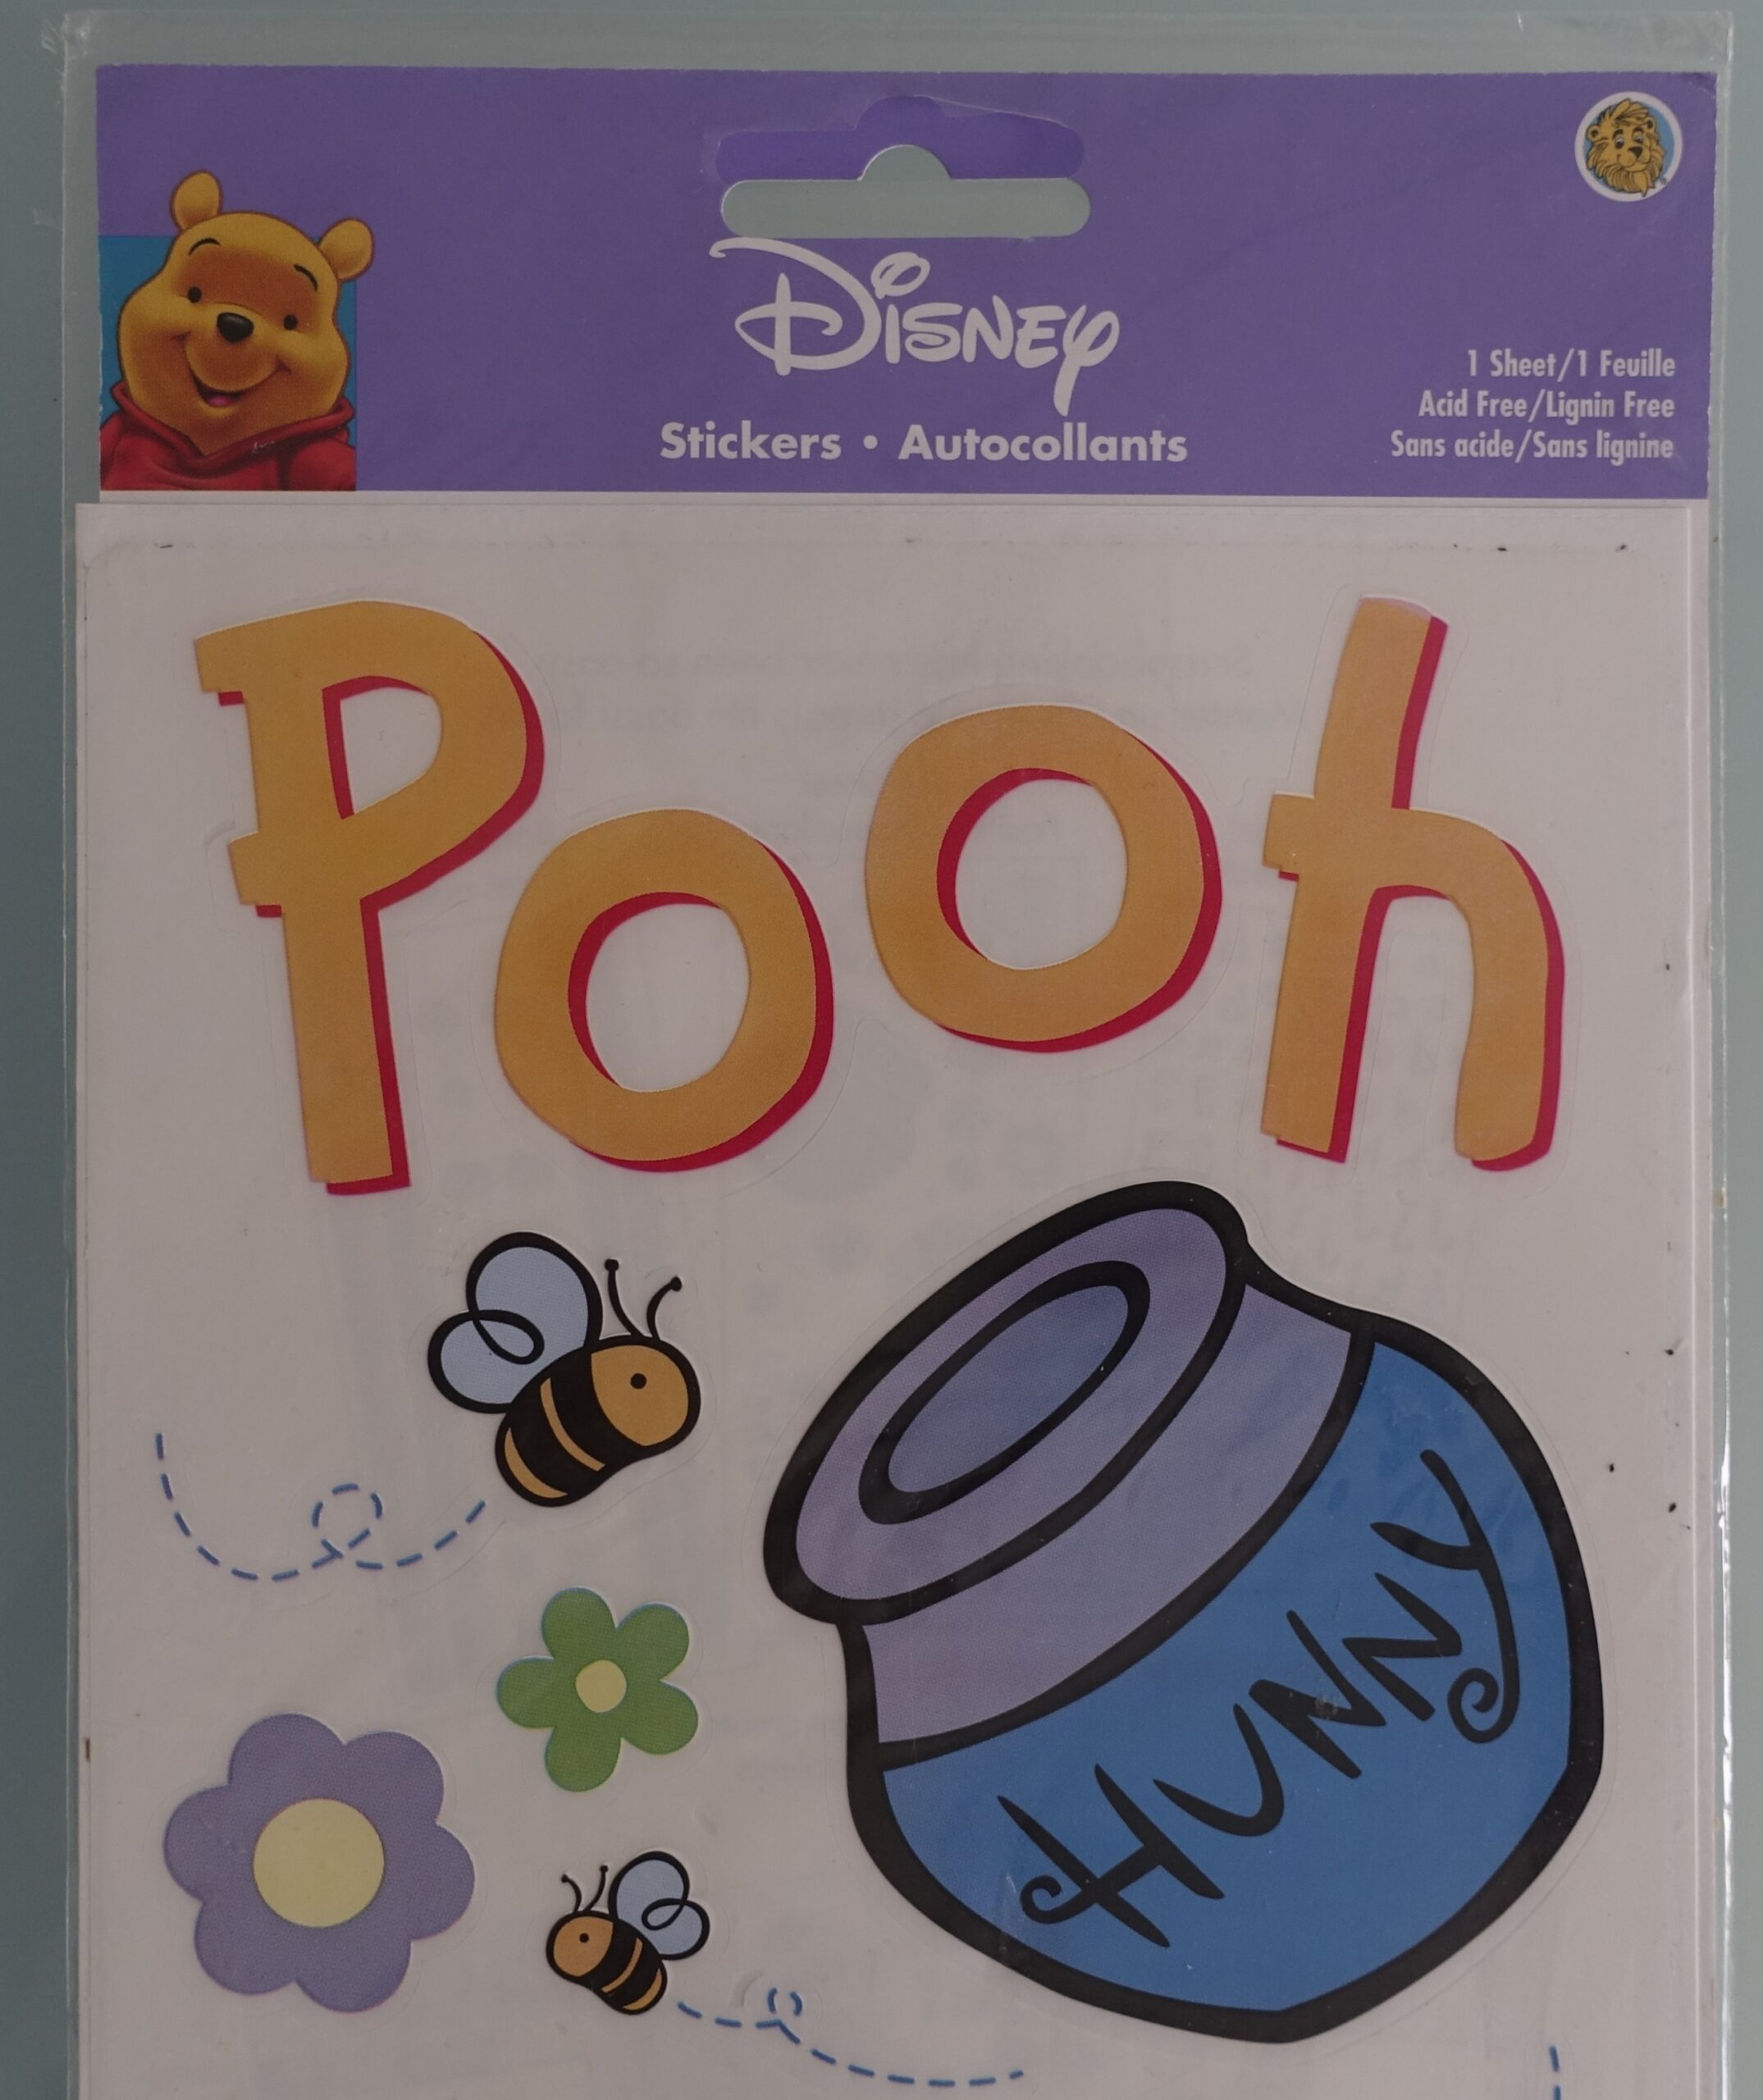 Disney
Stickers • Autocollants
1 Sheet/1 Feuille
Acid Free/Lignin Free
Sans acide/Sans lignine
Pooh
HUNNY